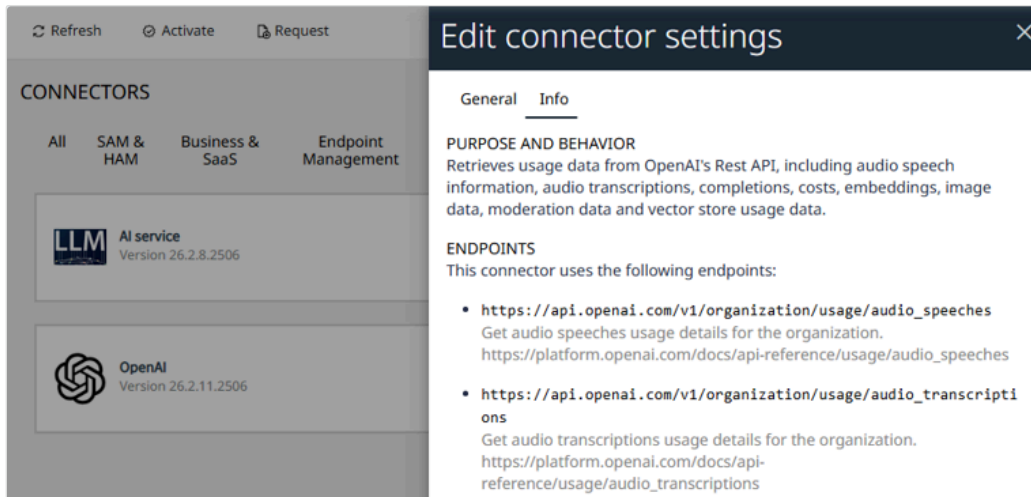 Refresh
Activate
Request
CONNECTORS
All
SAM &
HAM
Business &
SaaS
Endpoint
Management
LLM
AI service
Version 26.2.8.2506
OpenAI
Version 26.2.11.2506
Edit connector settings
General
Info
PURPOSE AND BEHAVIOR
Retrieves usage data from OpenAI's Rest API, including audio speech
information, audio transcriptions, completions, costs, embeddings, image
data, moderation data and vector store usage data.
ENDPOINTS
This connector uses the following endpoints:
• https://api.openai.com/v1/organization/usage/audio_speeches
Get audio speeches usage details for the organization.
https://platform.openai.com/docs/api-reference/usage/audio_speeches
• https://api.openai.com/v1/organization/usage/audio_transcripti
ons
Get audio transcriptions usage details for the organization.
https://platform.openai.com/docs/api-
reference/usage/audio_transcriptions